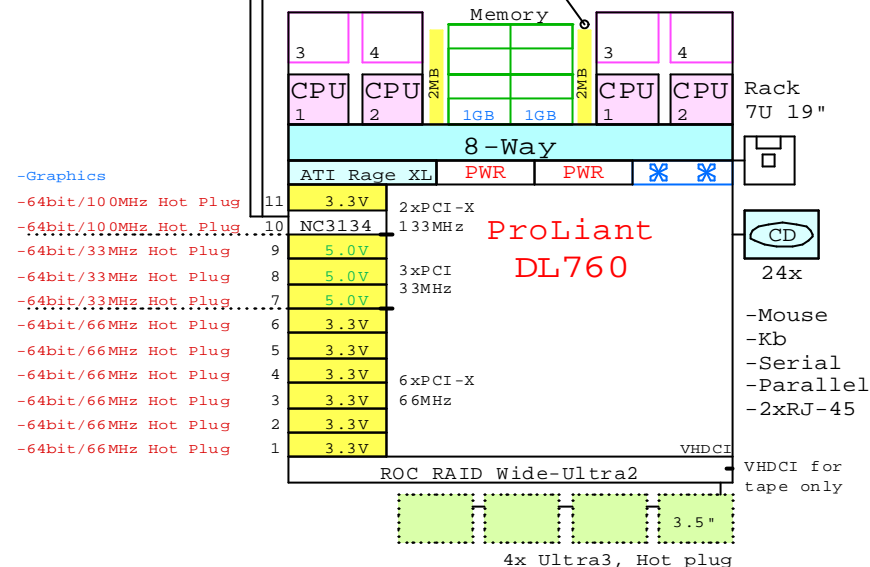 Memory
3 4 3 4
CPU CPU 2MB 2MB CPU CPU
1 2 1GB 1GB 1 2
Rack
7U 19"
8-Way
-Graphics ATI Rage XL PWR PWR
-64bit/100MHz Hot Plug 11 3.3V 2xPCI-X
-64bit/100MHz Hot Plug 10 NC3134 133MHz
-64bit/33MHz Hot Plug 9 5.0V
-64bit/33MHz Hot Plug 8 5.0V 3xPCI
-64bit/33MHz Hot Plug 7 5.0V 33MHz
-64bit/66MHz Hot Plug 6 3.3V
-64bit/66MHz Hot Plug 5 3.3V
-64bit/66MHz Hot Plug 4 3.3V 6xPCI-X
-64bit/66MHz Hot Plug 3 3.3V 66MHz
-64bit/66MHz Hot Plug 2 3.3V
-64bit/66MHz Hot Plug 1 3.3V
ProLiant
DL760
CD
24x
-Mouse
-Kb
-Serial
-Parallel
-2xRJ-45
VHDCI
ROC RAID Wide-Ultra2
VHDCI for
tape only
3.5"
4x Ultra3, Hot plug